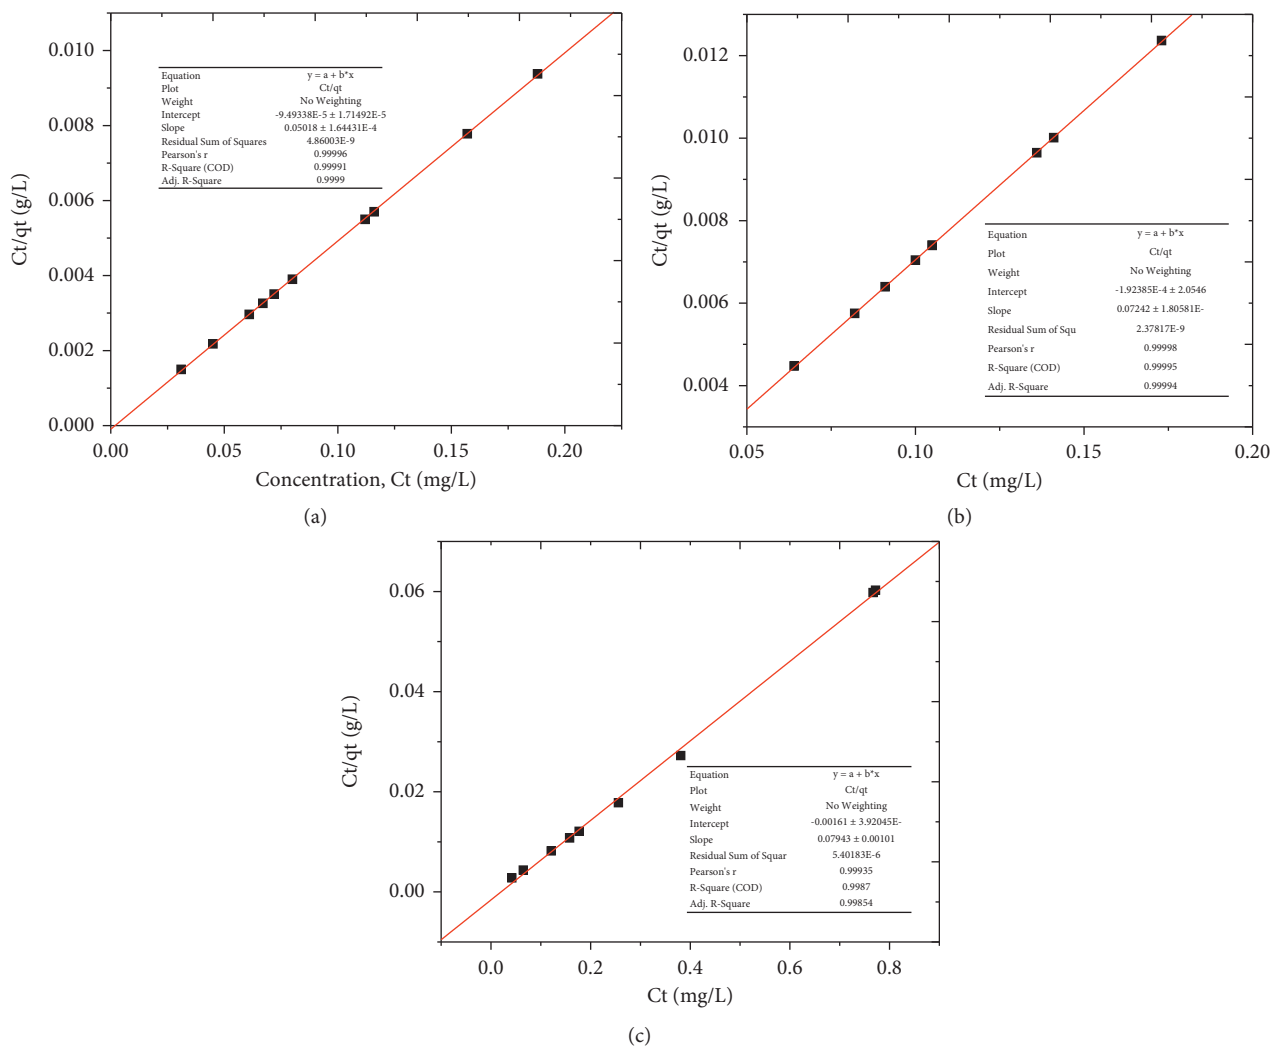 0.010
0.008
0.006
0.004
0.002
0.000
Ct/qt (g/L)
Equation y = a + b*x
Plot Ct/qt
Weight No Weighting
Intercept -9.49338E-5 ± 1.71492E-5
Slope 0.05018 ± 1.64431E-4
Residual Sum of Squares 4.86003E-9
Pearson's r 0.99996
R-Square (COD) 0.99991
Adj. R-Square 0.9999
0.00 0.05 0.10 0.15 0.20
Concentration, Ct (mg/L)
(a)
0.012
0.010
0.008
0.006
0.004
Ct/qt (g/L)
Equation y = a + b*x
Plot Ct/qt
Weight No Weighting
Intercept -1.92385E-4 ± 2.0546
Slope 0.07242 ± 1.80581E-
Residual Sum of Squ 2.37817E-9
Pearson's r 0.99998
R-Square (COD) 0.99995
Adj. R-Square 0.99994
0.05 0.10 0.15 0.20
Ct (mg/L)
(b)
0.06
0.04
0.02
0.00
Ct/qt (g/L)
Equation y = a + b*x
Plot Ct/qt
Weight No Weighting
Intercept -0.00161 ± 3.92045E-
Slope 0.07943 ± 0.00101
Residual Sum of Squar 5.40183E-6
Pearson's r 0.99935
R-Square (COD) 0.9987
Adj. R-Square 0.99854
0.0 0.2 0.4 0.6 0.8
Ct (mg/L)
(c)